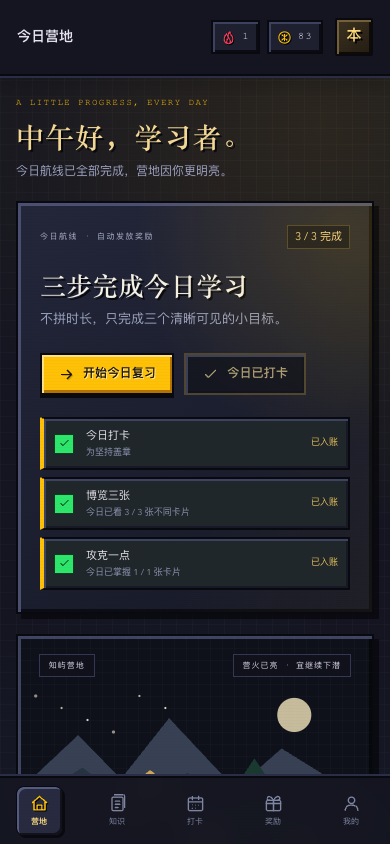 今日营地
1
83
本
A LITTLE PROGRESS, EVERY DAY
中午好，学习者。
今日航线已全部完成，营地因你更明亮。
今日航线 · 自动发放奖励
3 / 3 完成
三步完成今日学习
不拼时长，只完成三个清晰可见的小目标。
开始今日复习
今日已打卡
今日打卡
为坚持盖章
已入账
博览三张
今日已看 3 / 3 张不同卡片
已入账
攻克一点
今日已掌握 1 / 1 张卡片
已入账
知屿营地
营火已亮 · 宜继续下潜
营地
知识
打卡
奖励
我的